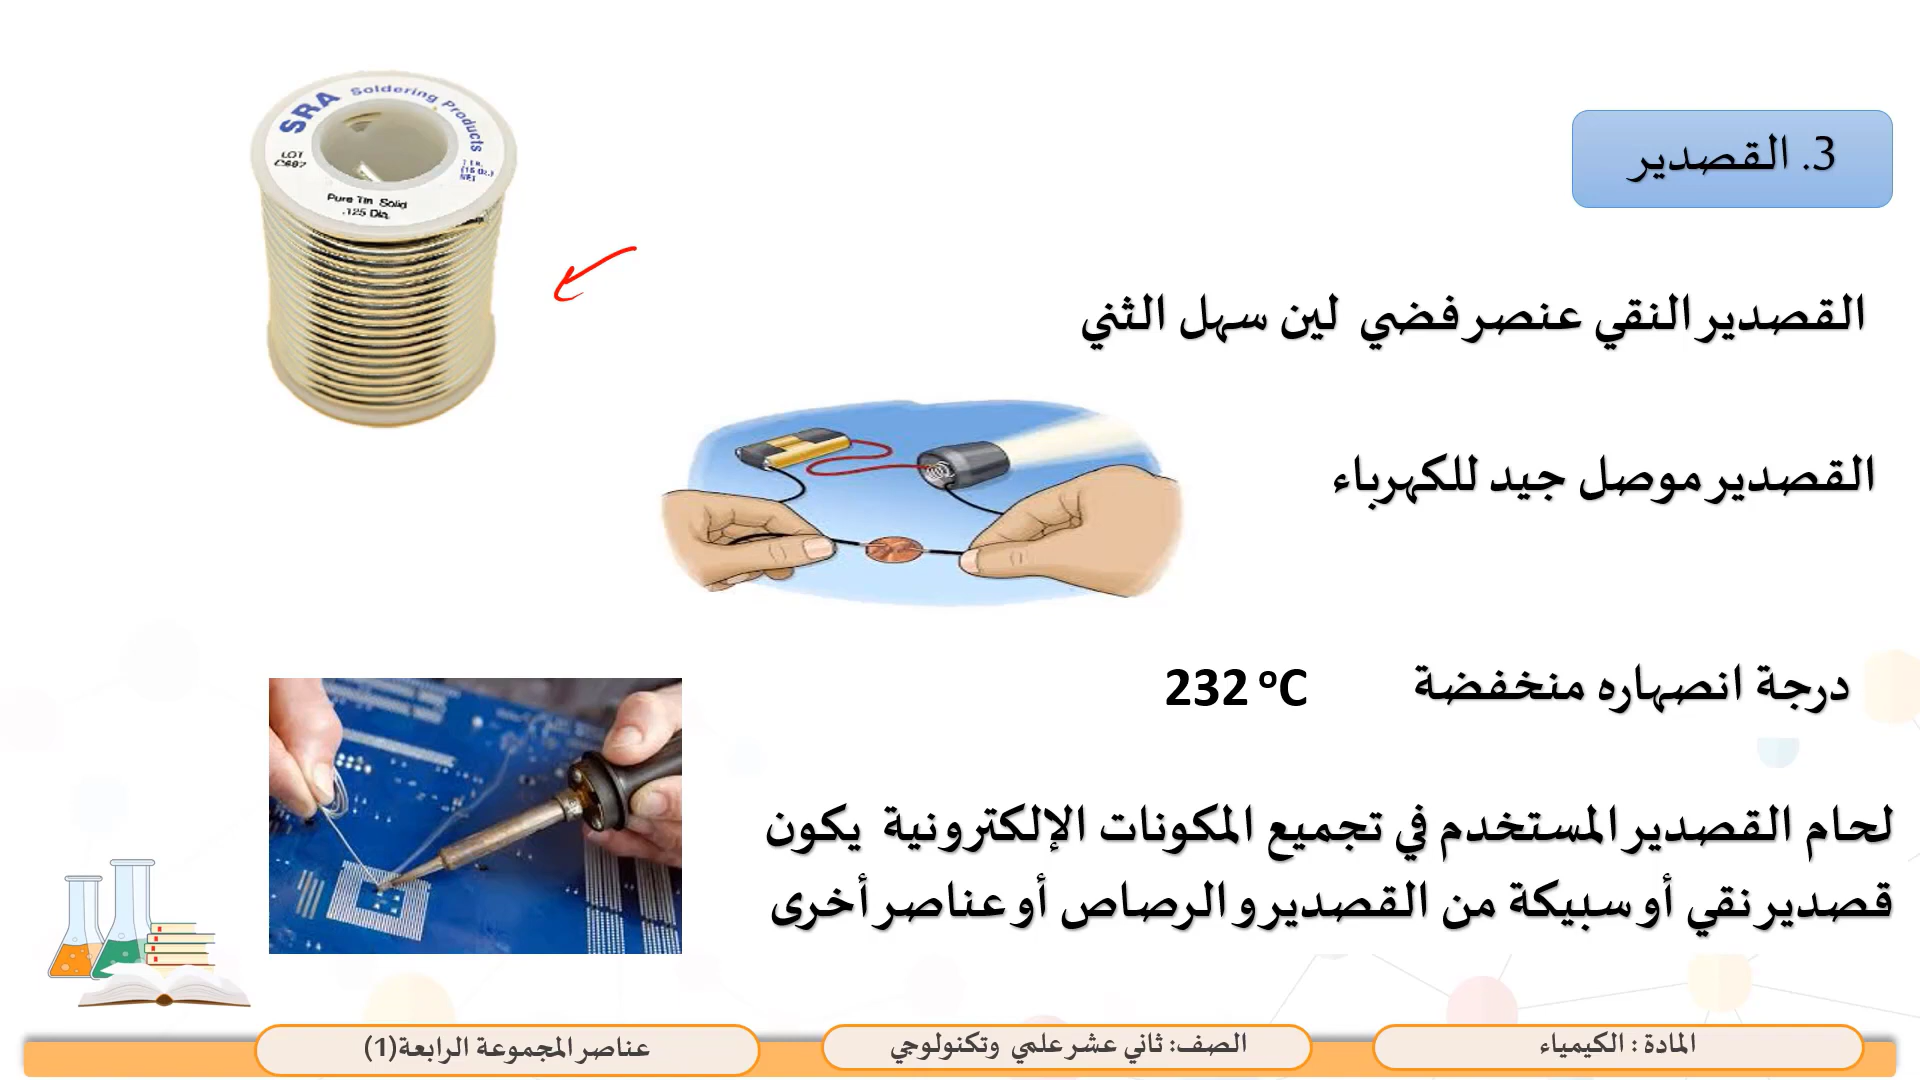 3. القصدير
SRA Soldering Products
LOT
Pure Tin Solid
.125 Dia.
القصدير النقي عنصر فضي لين سهل الثني
القصدير موصل جيد للكهرباء
درجة انصهاره منخفضة 232 ºC
لحام القصدير المستخدم في تجميع المكونات الإلكترونية يكون
قصدير نقي أو سبيكة من القصدير و الرصاص أو عناصر أخرى
المادة : الكيمياء
الصف: ثاني عشر علمي وتكنولوجي
عناصر المجموعة الرابعة(1)